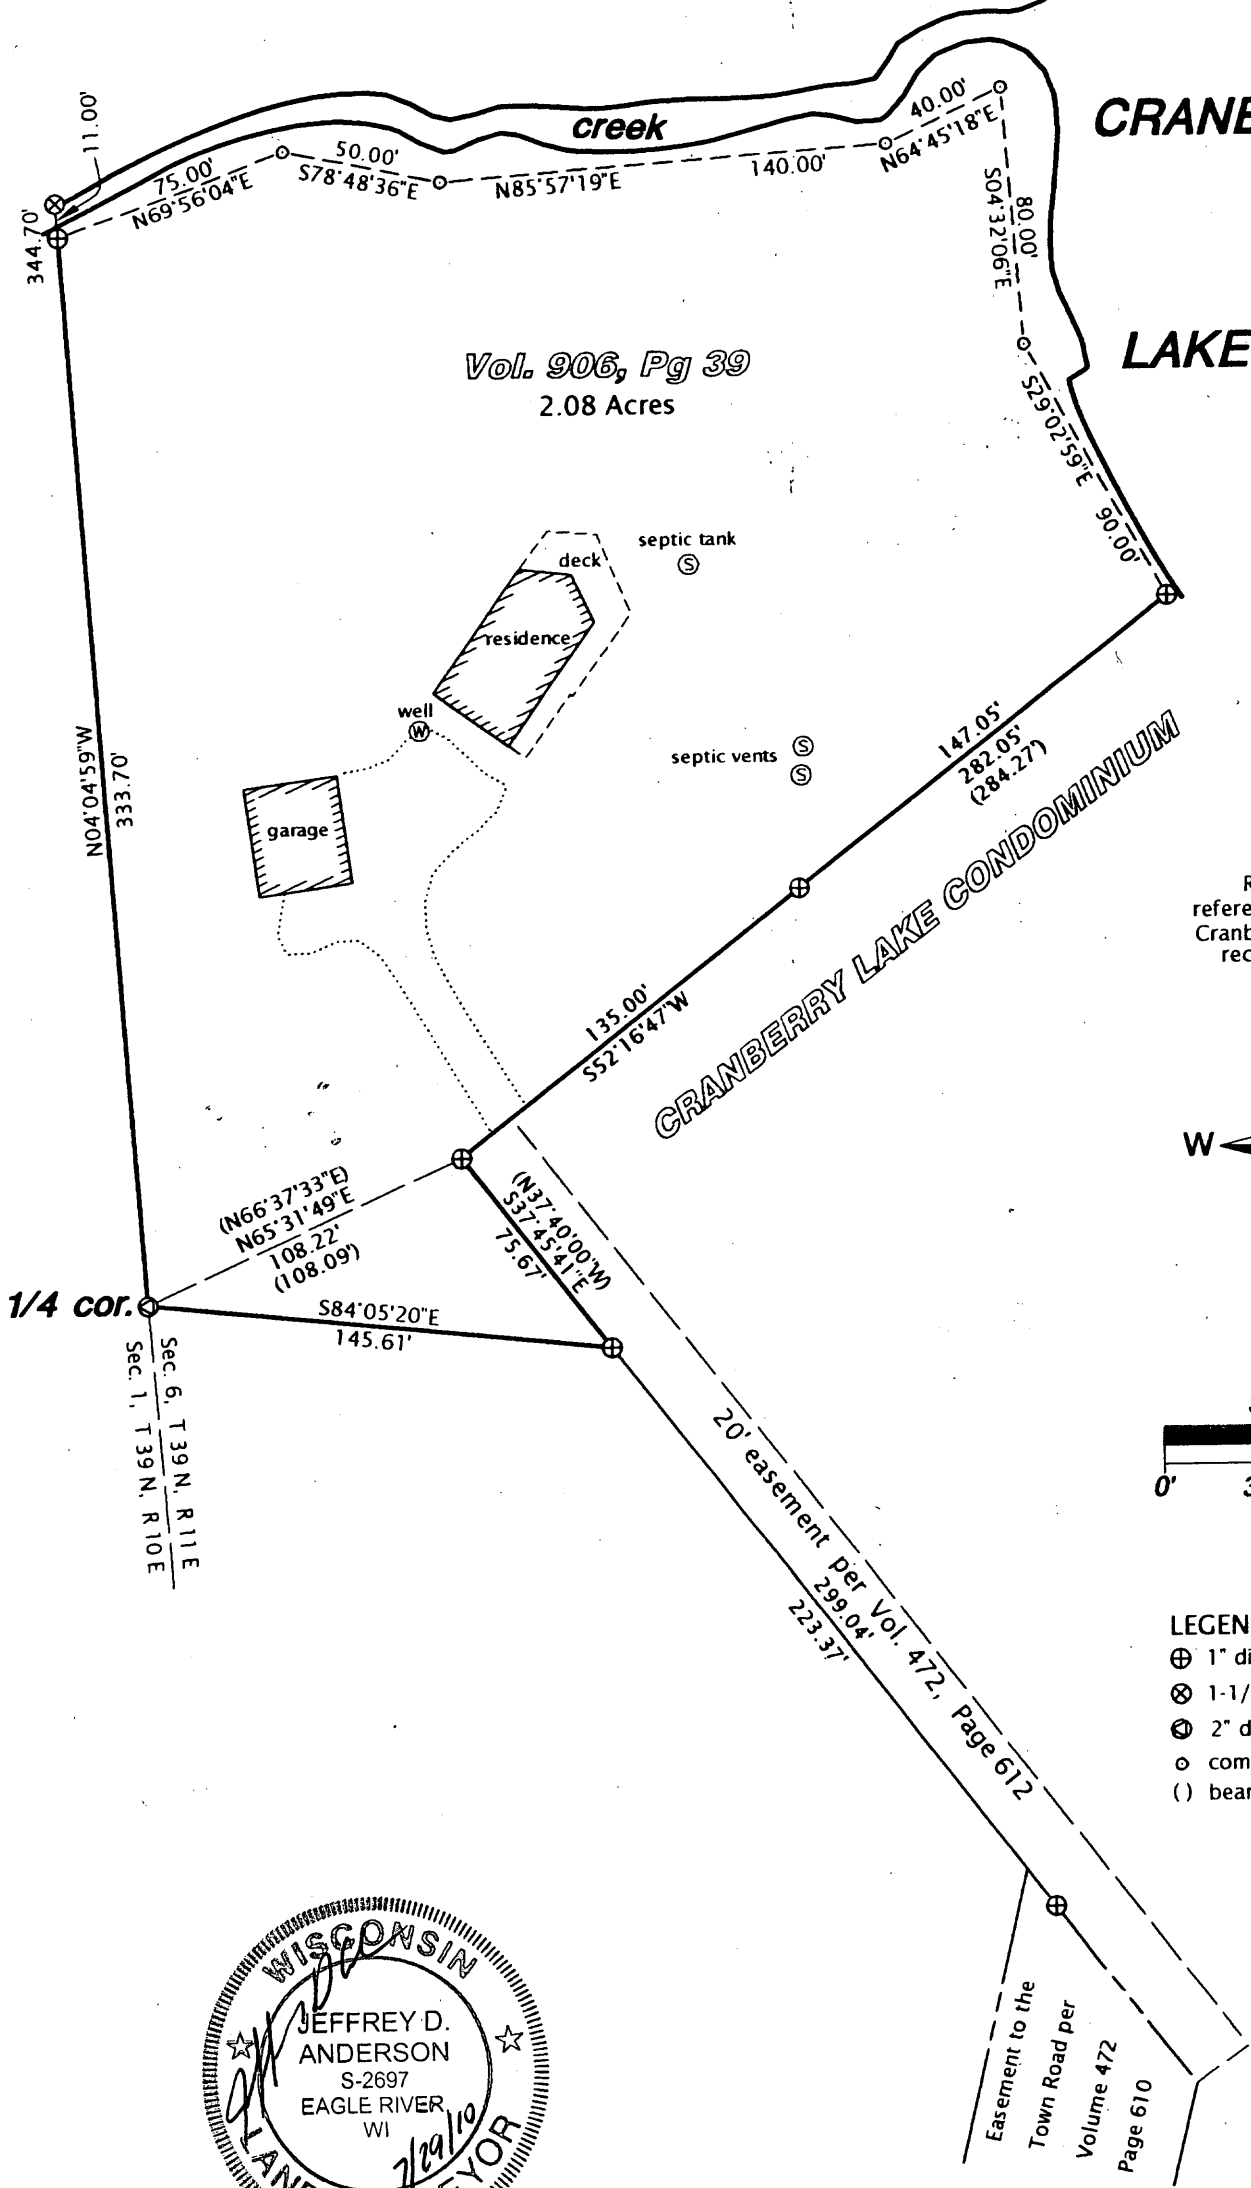 11.00'
creek
40.00'
N64°45'18"E
CRANB
75.00'
N69°56'04"E
50.00'
S78°48'36"E
N85°57'19"E
140.00'
344.70'
S04°32'06"E
80.00'
LAKE
Vol. 906, Pg 39
2.08 Acres
S29°02'59"E
90.00'
septic tank
S
deck
residence
well
W
septic vents
S
S
garage
N04°04'59"W
333.70'
147.05'
282.05'
(284.27')
CRANBERRY LAKE CONDOMINIUM
135.00'
S52°16'47"W
refere
Cranb
rec
W
(N66°37'33"E)
N65°31'49"E
108.22'
(108.09')
(N37°40'00"W)
S37°45'41"E
75.67'
1/4 cor.
S84°05'20"E
145.61'
Sec. 6, T39N, R11E
Sec. 1, T39N, R10E
20' easement per Vol. 472, Page 612
299.04'
223.37'
0'
LEGEN
1" di
1-1/
2" d
com
( ) bear
Easement to the
Town Road per
Volume 472
Page 610
WISCONSIN
JEFFREY D.
ANDERSON
S-2697
EAGLE RIVER,
WI